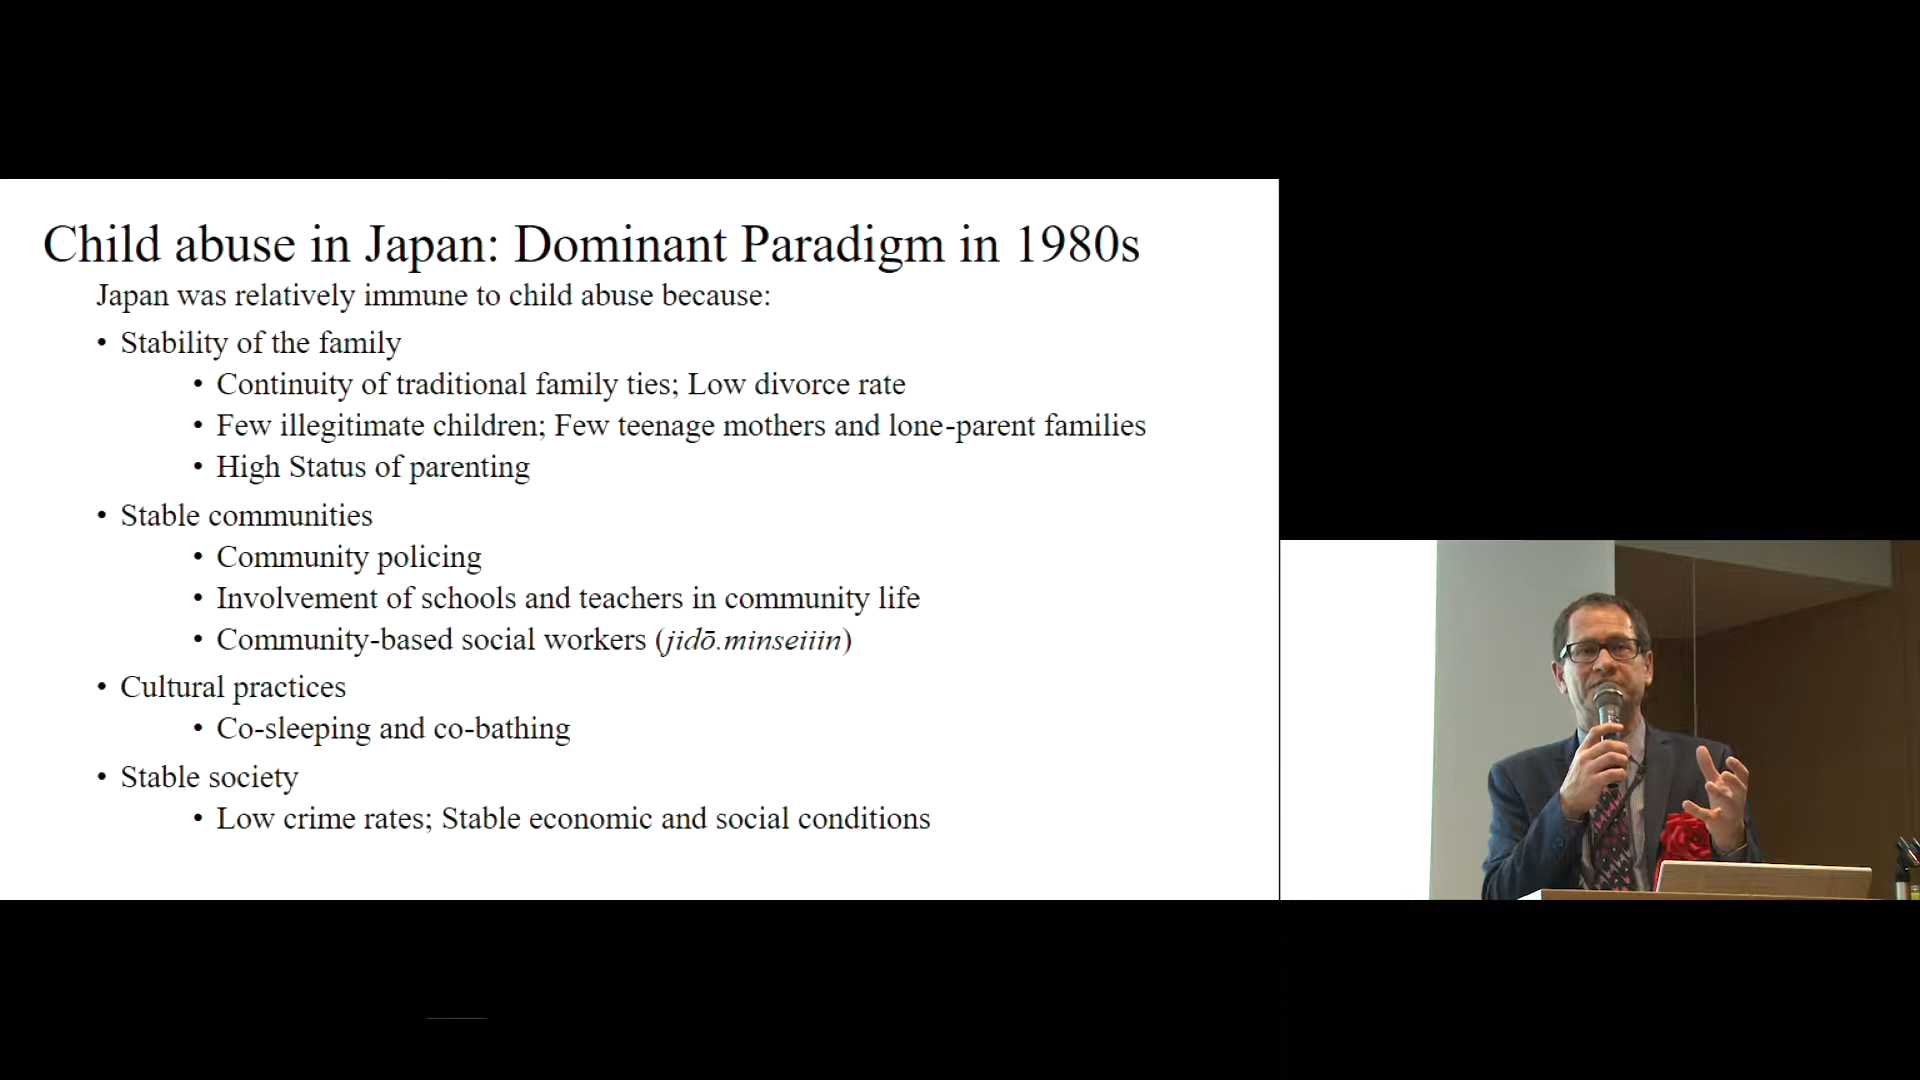 Child abuse in Japan: Dominant Paradigm in 1980s
Japan was relatively immune to child abuse because:
• Stability of the family
• Continuity of traditional family ties; Low divorce rate
• Few illegitimate children; Few teenage mothers and lone-parent families
• High Status of parenting
• Stable communities
• Community policing
• Involvement of schools and teachers in community life
• Community-based social workers (jidō.minseiiin)
• Cultural practices
• Co-sleeping and co-bathing
• Stable society
• Low crime rates; Stable economic and social conditions